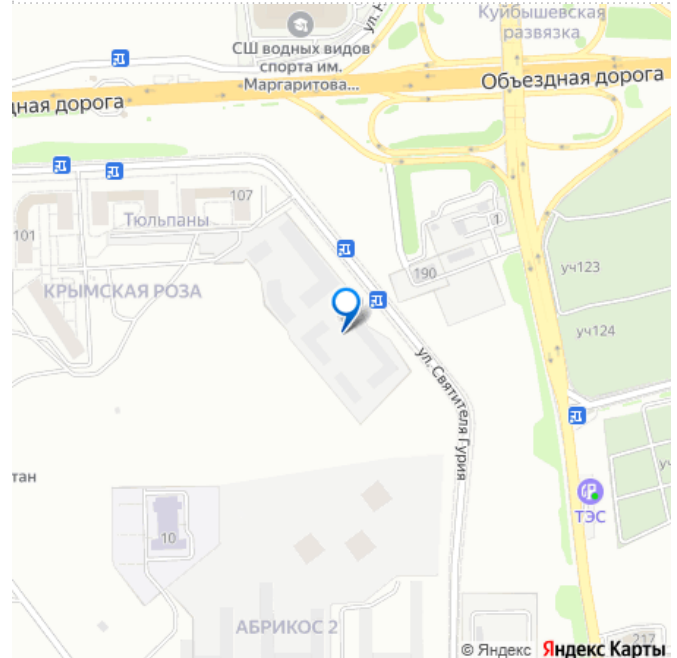 Куйбышевская
развязка
ул. К
СШ водных видов
спорта им.
Маргаритова...
Объездная дорога
дная дорога
107
Тюльпаны
101
1
190
уч123
КРЫМСКАЯ РОЗА
уч124
ул. Святителя Гурия
тан
уч
ТЭС
10
АБРИКОС 2
217
© Яндекс Яндекс Карты